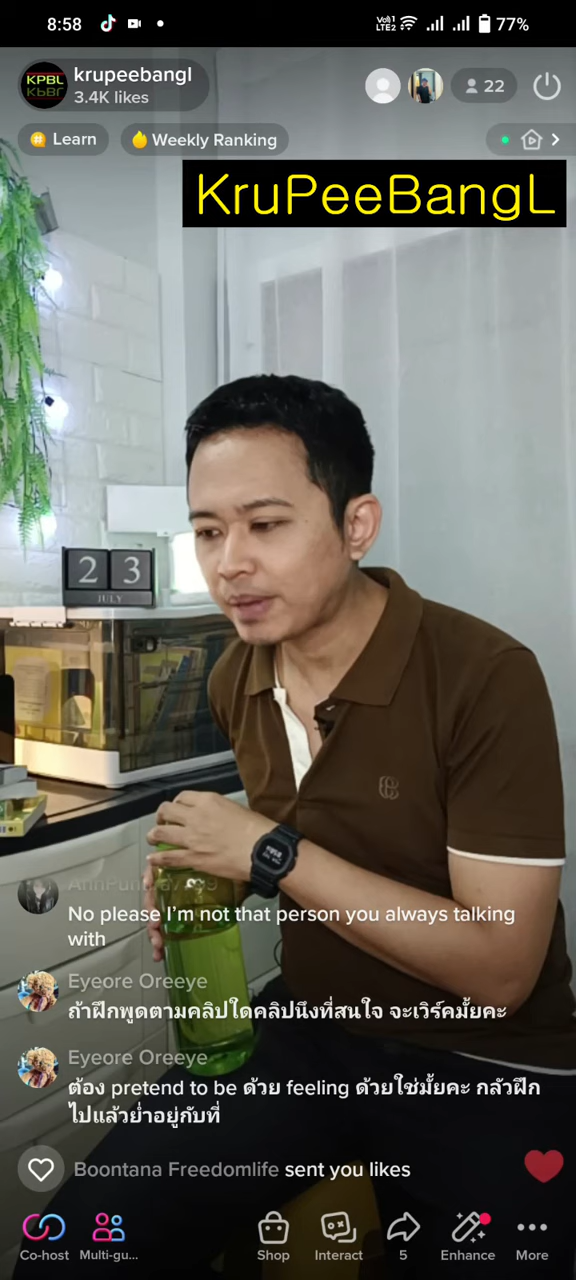 8:58
Vo))1
LTE2
77%
KPBL
krupeebangl
3.4K likes
22
Learn
Weekly Ranking
KruPeeBangL
23
JULY
No please I'm not that person you always talking
with
Eyeore Oreeye
ถ้าฝึกพูดตามคลิปใดคลิปนึงที่สนใจ จะเวิร์คมั้ยคะ
Eyeore Oreeye
ต้อง pretend to be ด้วย feeling ด้วยใช่มั้ยคะ กลัวฝึก
ไปแล้วย่ำอยู่กับที่
Boontana Freedomlife sent you likes
Co-host
Multi-gu...
Shop
Interact
5
Enhance
More